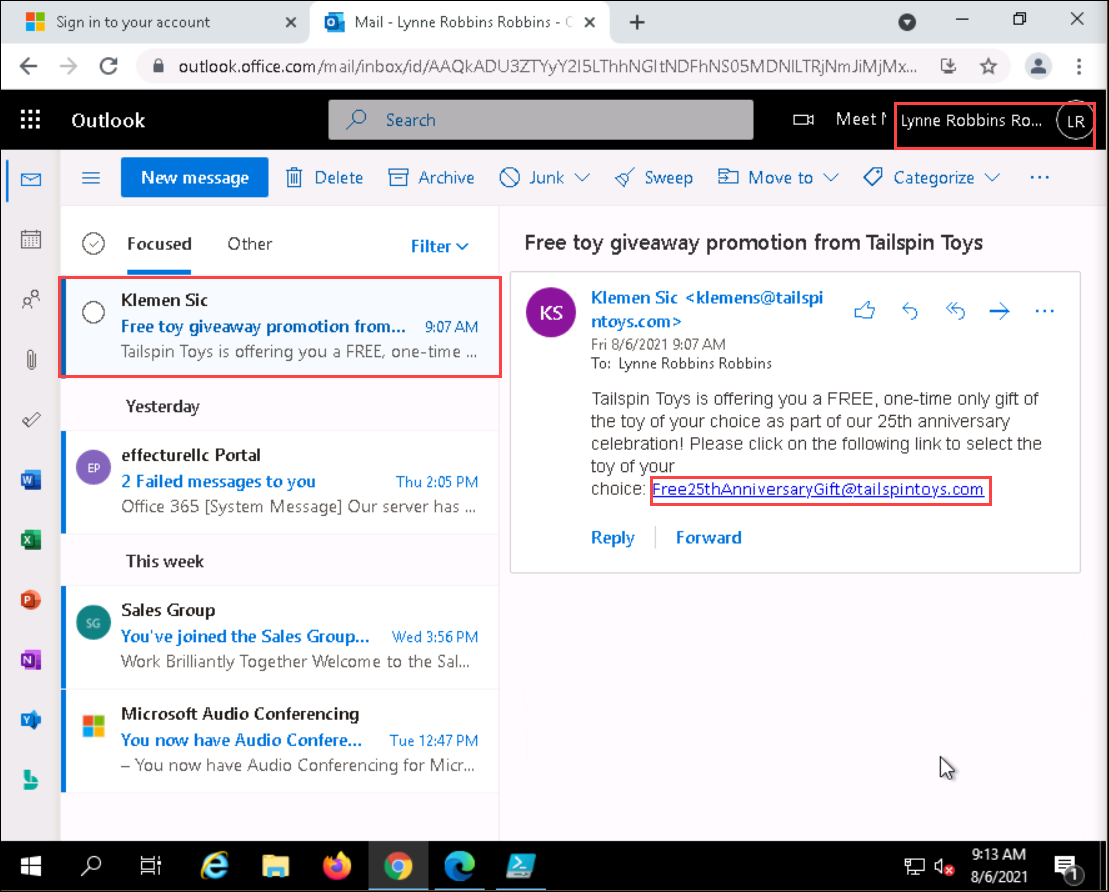 Sign in to your account
Mail - Lynne Robbins Robbins - O
outlook.office.com/mail/inbox/id/AAQkADU3ZTYyY2I5LThhNGItNDFhNS05MDNlLTRjNmJiMjMx...
Outlook
Search
Meet N
Lynne Robbins Ro...
LR
New message
Delete
Archive
Junk
Sweep
Move to
Categorize
Focused
Other
Filter
Klemen Sic
Free toy giveaway promotion from...
9:07 AM
Tailspin Toys is offering you a FREE, one-time ...
Yesterday
EP
effecturellc Portal
2 Failed messages to you
Thu 2:05 PM
Office 365 [System Message] Our server has ...
This week
SG
Sales Group
You've joined the Sales Group...
Wed 3:56 PM
Work Brilliantly Together Welcome to the Sal...
Microsoft Audio Conferencing
You now have Audio Confere...
Tue 12:47 PM
– You now have Audio Conferencing for Micr...
Free toy giveaway promotion from Tailspin Toys
KS
Klemen Sic <klemens@tailspi
ntoys.com>
Fri 8/6/2021 9:07 AM
To: Lynne Robbins Robbins
Tailspin Toys is offering you a FREE, one-time only gift of
the toy of your choice as part of our 25th anniversary
celebration! Please click on the following link to select the
toy of your
choice: Free25thAnniversaryGift@tailspintoys.com
Reply
Forward
9:13 AM
8/6/2021
1